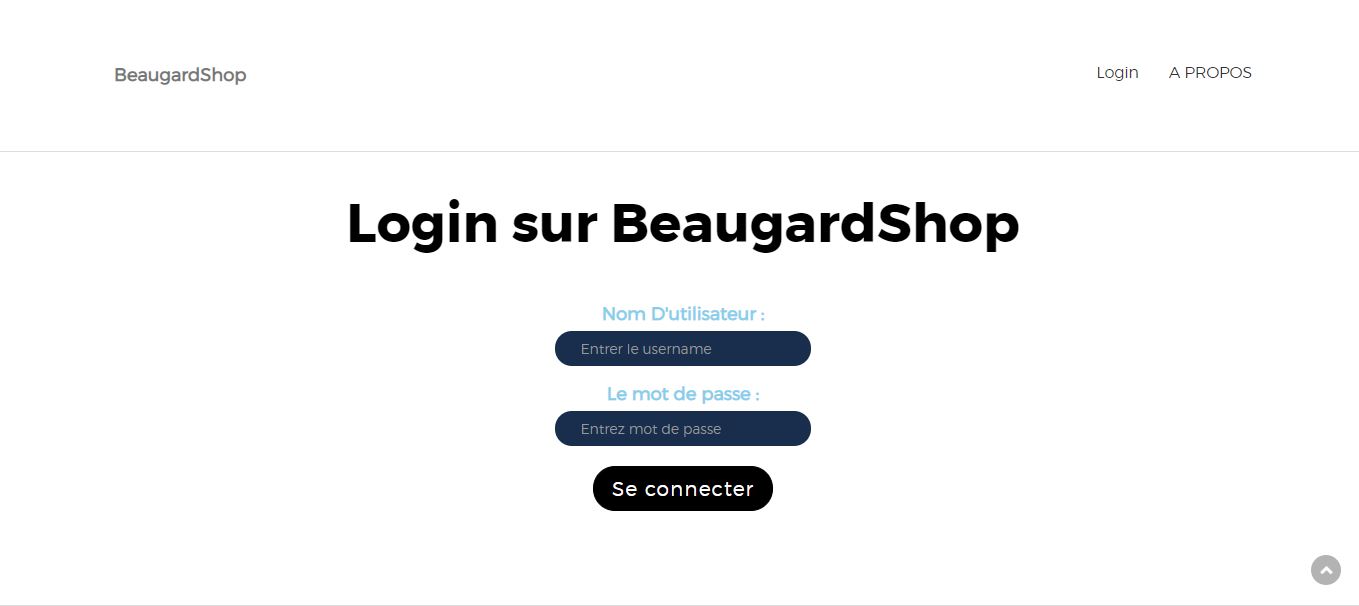 BeaugardShop
Login A PROPOS
Login sur BeaugardShop
Nom D'utilisateur :
Entrer le username
Le mot de passe :
Entrez mot de passe
Se connecter